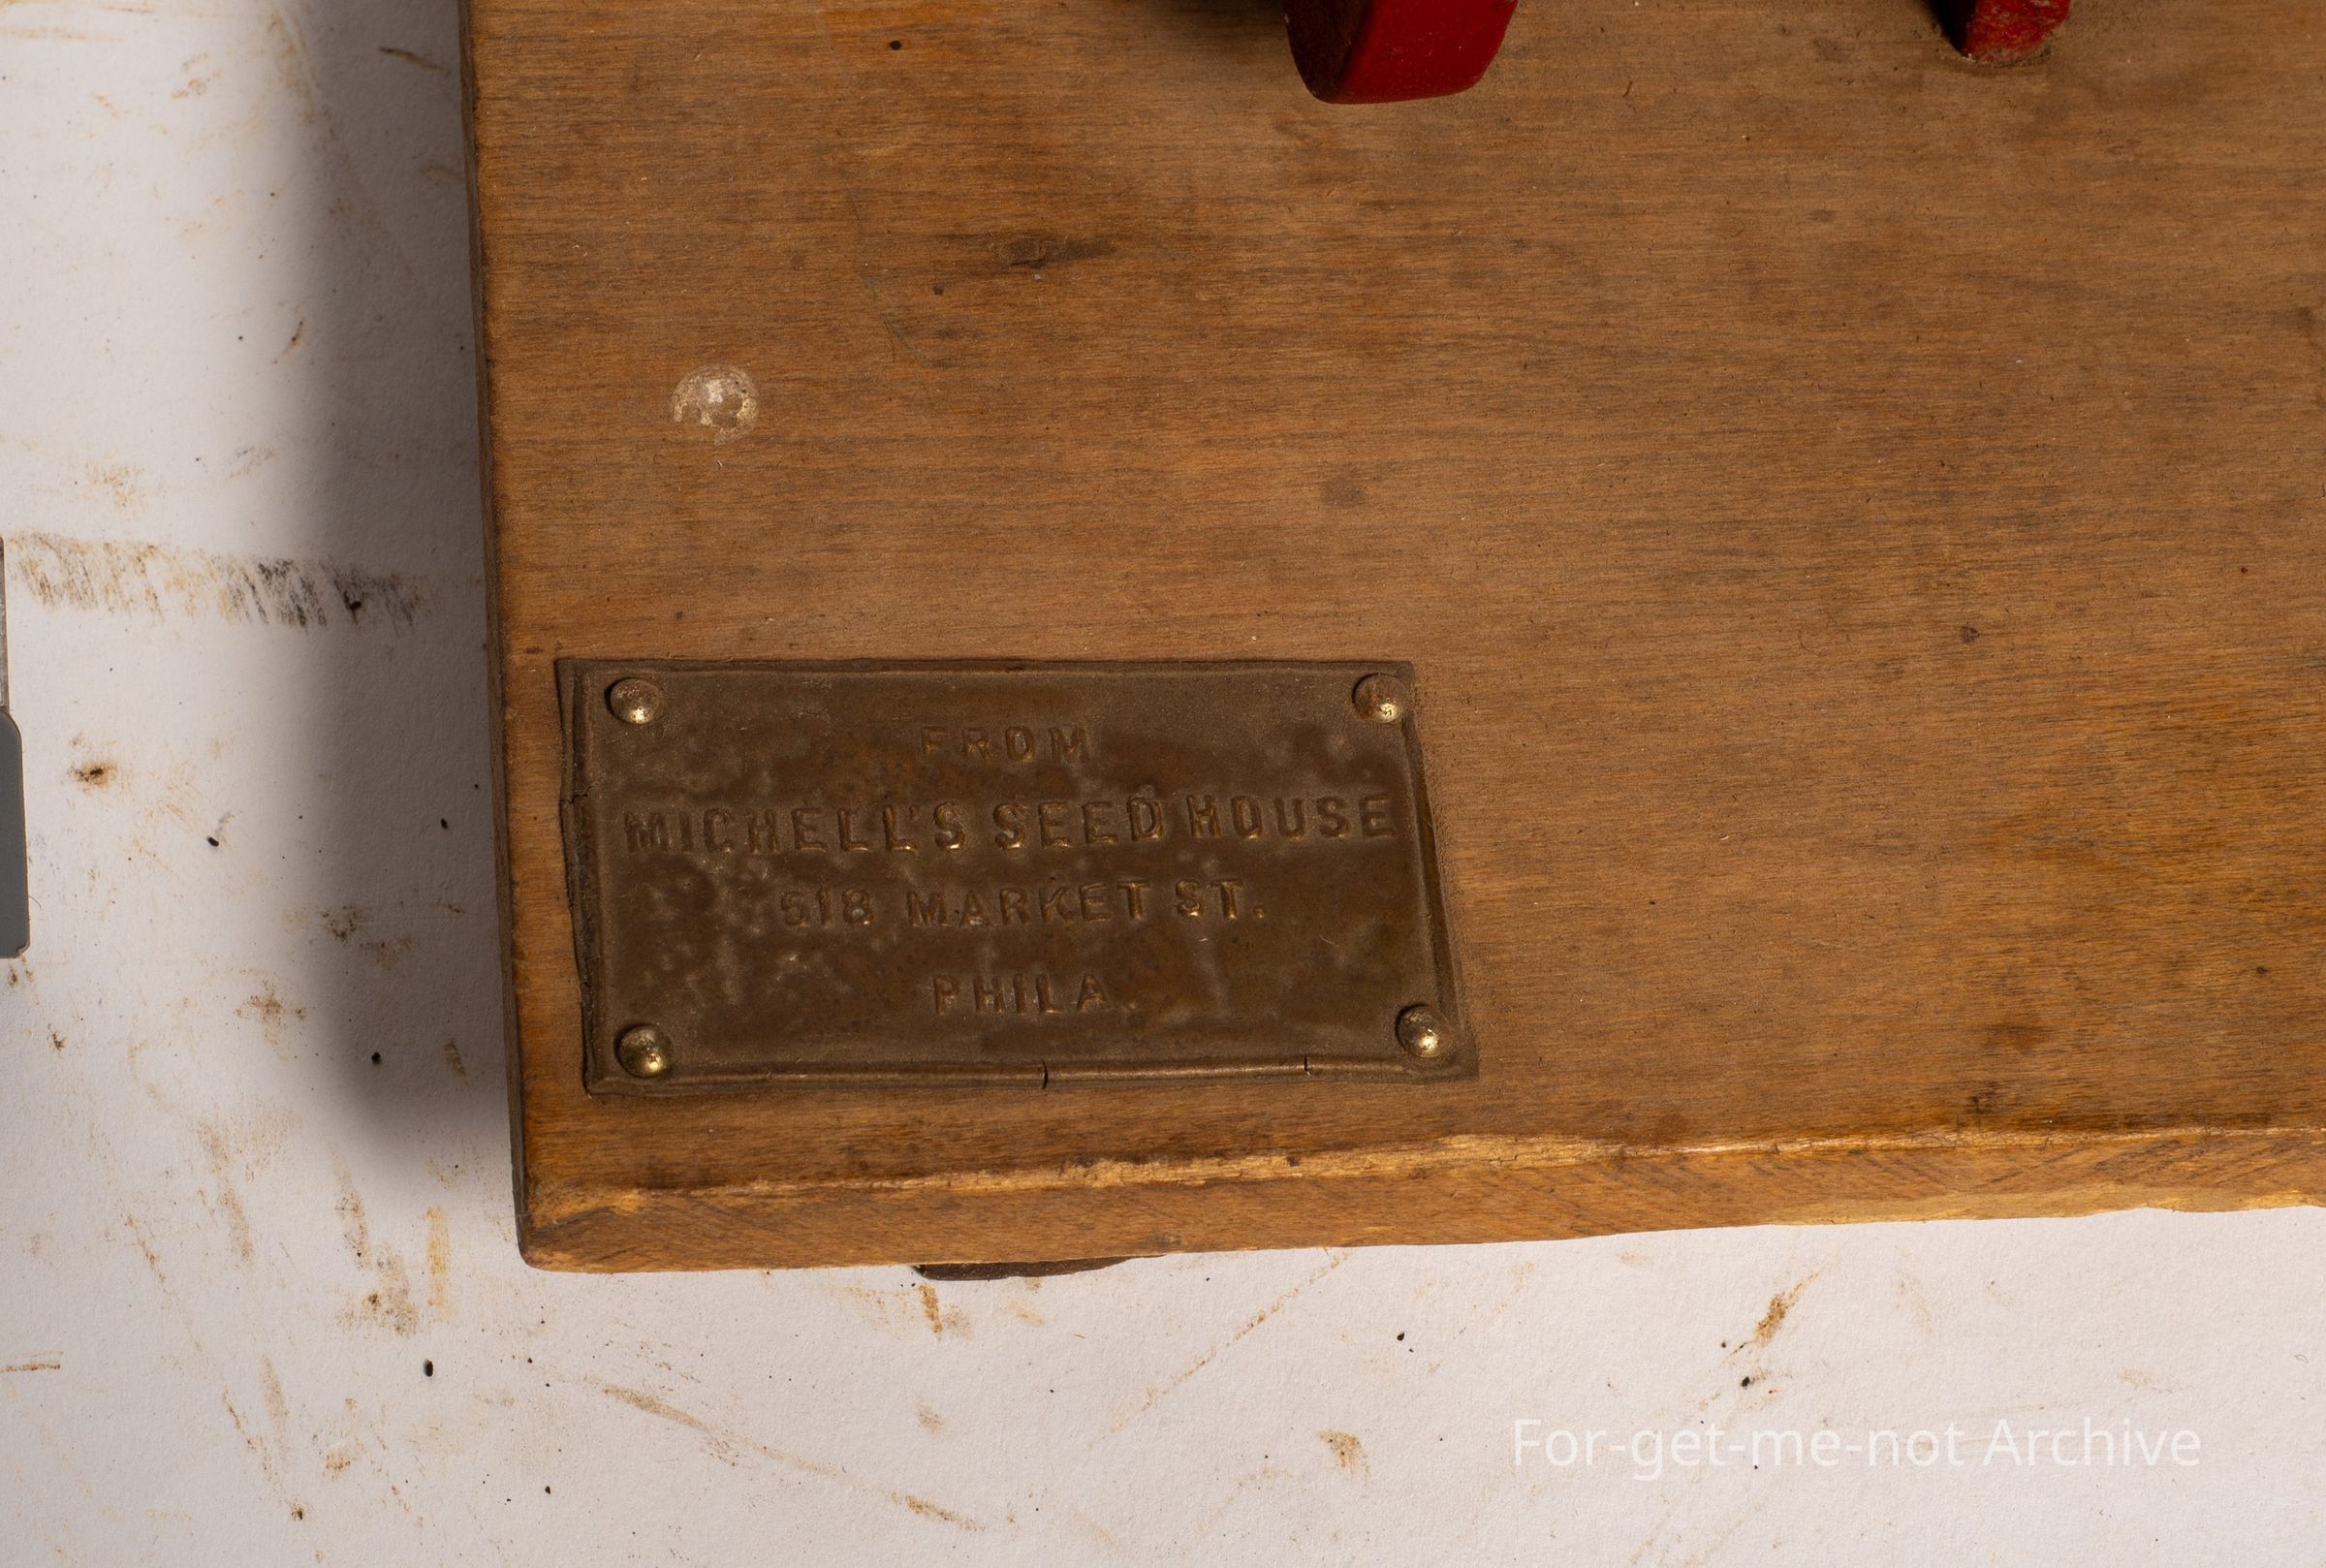 FROM
MICHELL'S SEED HOUSE
518 MARKET ST.
PHILA.
For-get-me-not Archive